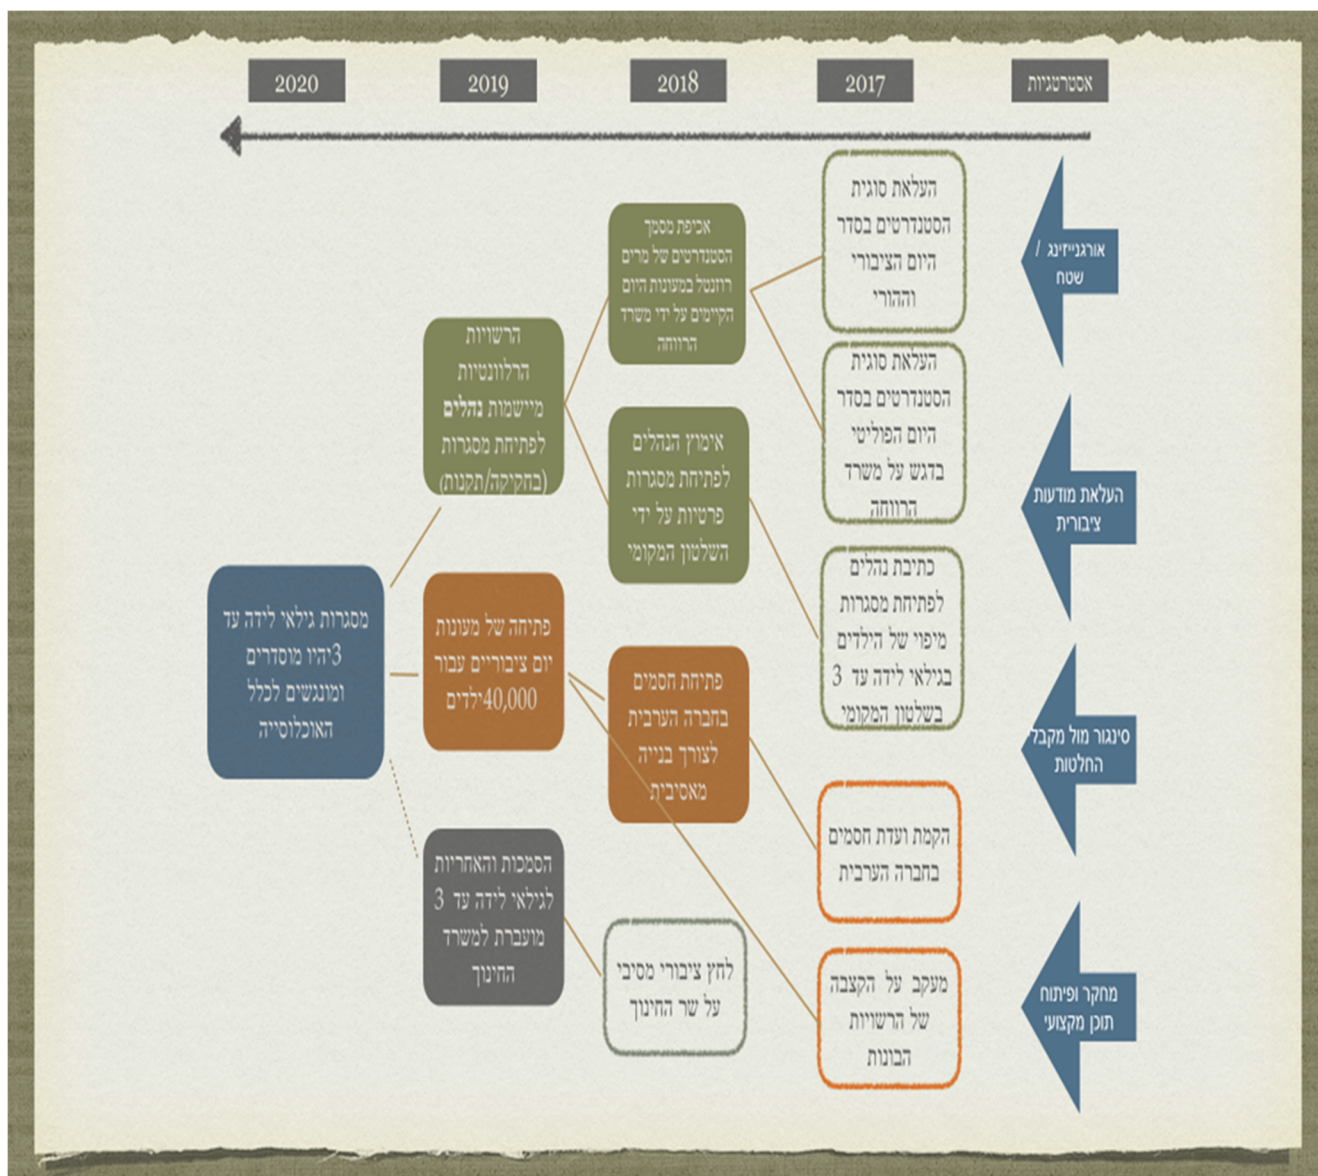 אסטרטגיות
2017
2018
2019
2020
אורגנייזינג /
שטח
העלאת מודעות
ציבורית
סינגור מול מקבלי
החלטות
מחקר ופיתוח
תוכן מקצועי
העלאת סוגית
הסטנדרטים בסדר
היום הציבורי
וההורי
העלאת סוגית
הסטנדרטים בסדר
היום הפוליטי
בדגש על משרד
הרווחה
כתיבת נהלים
לפתיחת מסגרות
מיפוי של הילדים
בגילאי לידה עד 3
בשלטון המקומי
הקמת ועדת חסמים
בחברה הערבית
מעקב על הקצבה
של הרשויות
הבונות
אכיפת מסמך
הסטנדרטים של מרים
רוזנטל במעונות היום
הקיימים על ידי משרד
הרווחה
אימוץ הנהלים
לפתיחת מסגרות
פרטיות על ידי
השלטון המקומי
פתיחת חסמים
בחברה הערבית
לצורך בנייה
מאסיבית
לחץ ציבורי מסיבי
על שר החינוך
הרשויות
הרלוונטיות
מיישמות נהלים
לפתיחת מסגרות
(בחקיקה/תקנות)
פתיחה של מעונות
יום ציבוריים עבור
40,000ילדים
הסמכות והאחריות
לגילאי לידה עד 3
מועברת למשרד
החינוך
מסגרות גילאי לידה עד
3יהיו מוסדרים
ומונגשים לכלל
האוכלוסייה